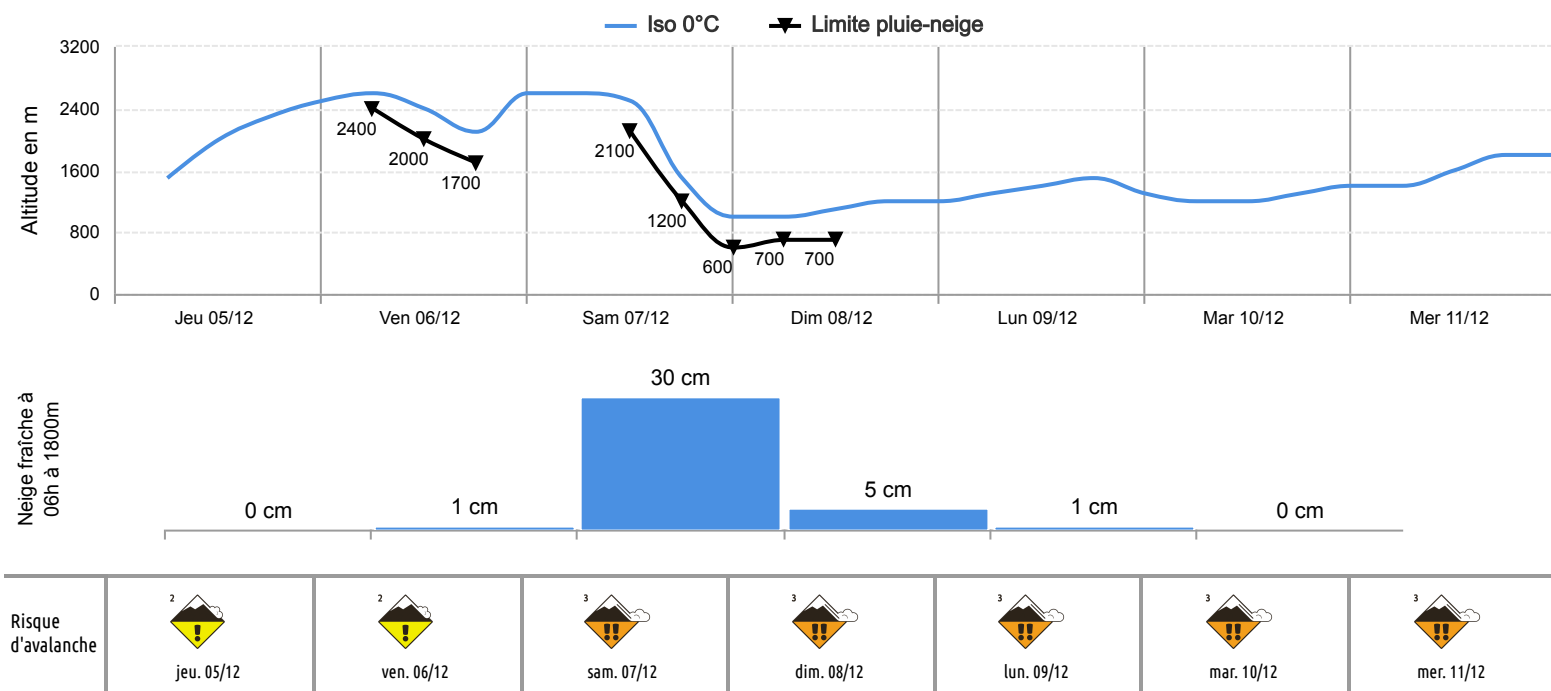 Iso 0°C Limite pluie-neige
3200
2400
1600
800
0
Altitude en m
2400
2000
1700
2100
1200
600
700
700
Jeu 05/12 Ven 06/12 Sam 07/12 Dim 08/12 Lun 09/12 Mar 10/12 Mer 11/12
Neige fraîche à
06h à 1800m
0 cm 1 cm 30 cm 5 cm 1 cm 0 cm
Risque
d'avalanche
2 2 3 3 3 3 3
! ! !! !! !! !! !!
jeu. 05/12 ven. 06/12 sam. 07/12 dim. 08/12 lun. 09/12 mar. 10/12 mer. 11/12